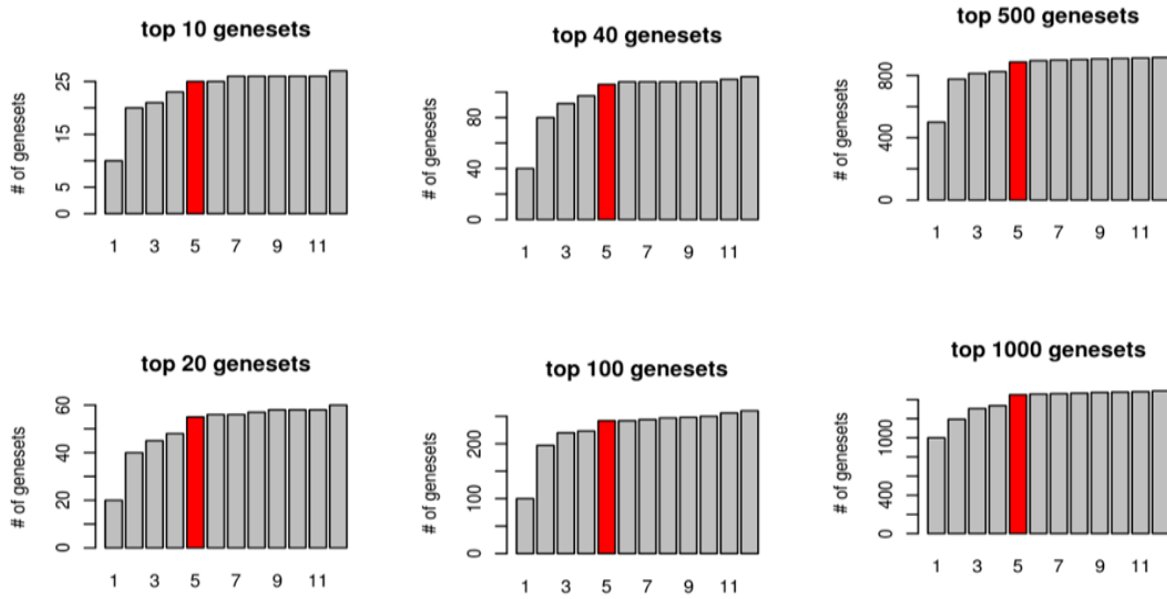 top 10 genesets
# of genesets
25
15
5
0
1 3 5 7 9 11
top 40 genesets
# of genesets
80
40
0
1 3 5 7 9 11
top 500 genesets
# of genesets
800
400
0
1 3 5 7 9 11
top 20 genesets
# of genesets
60
40
20
0
1 3 5 7 9 11
top 100 genesets
# of genesets
200
100
0
1 3 5 7 9 11
top 1000 genesets
# of genesets
1000
400
0
1 3 5 7 9 11